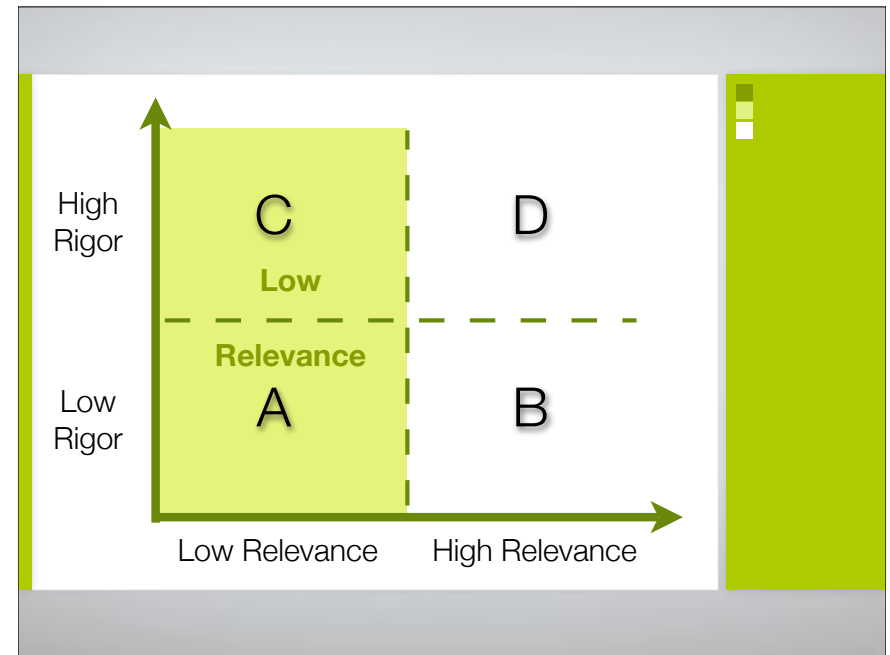 High
Rigor
C
D
Low
Relevance
Low
Rigor
A
B
Low Relevance
High Relevance